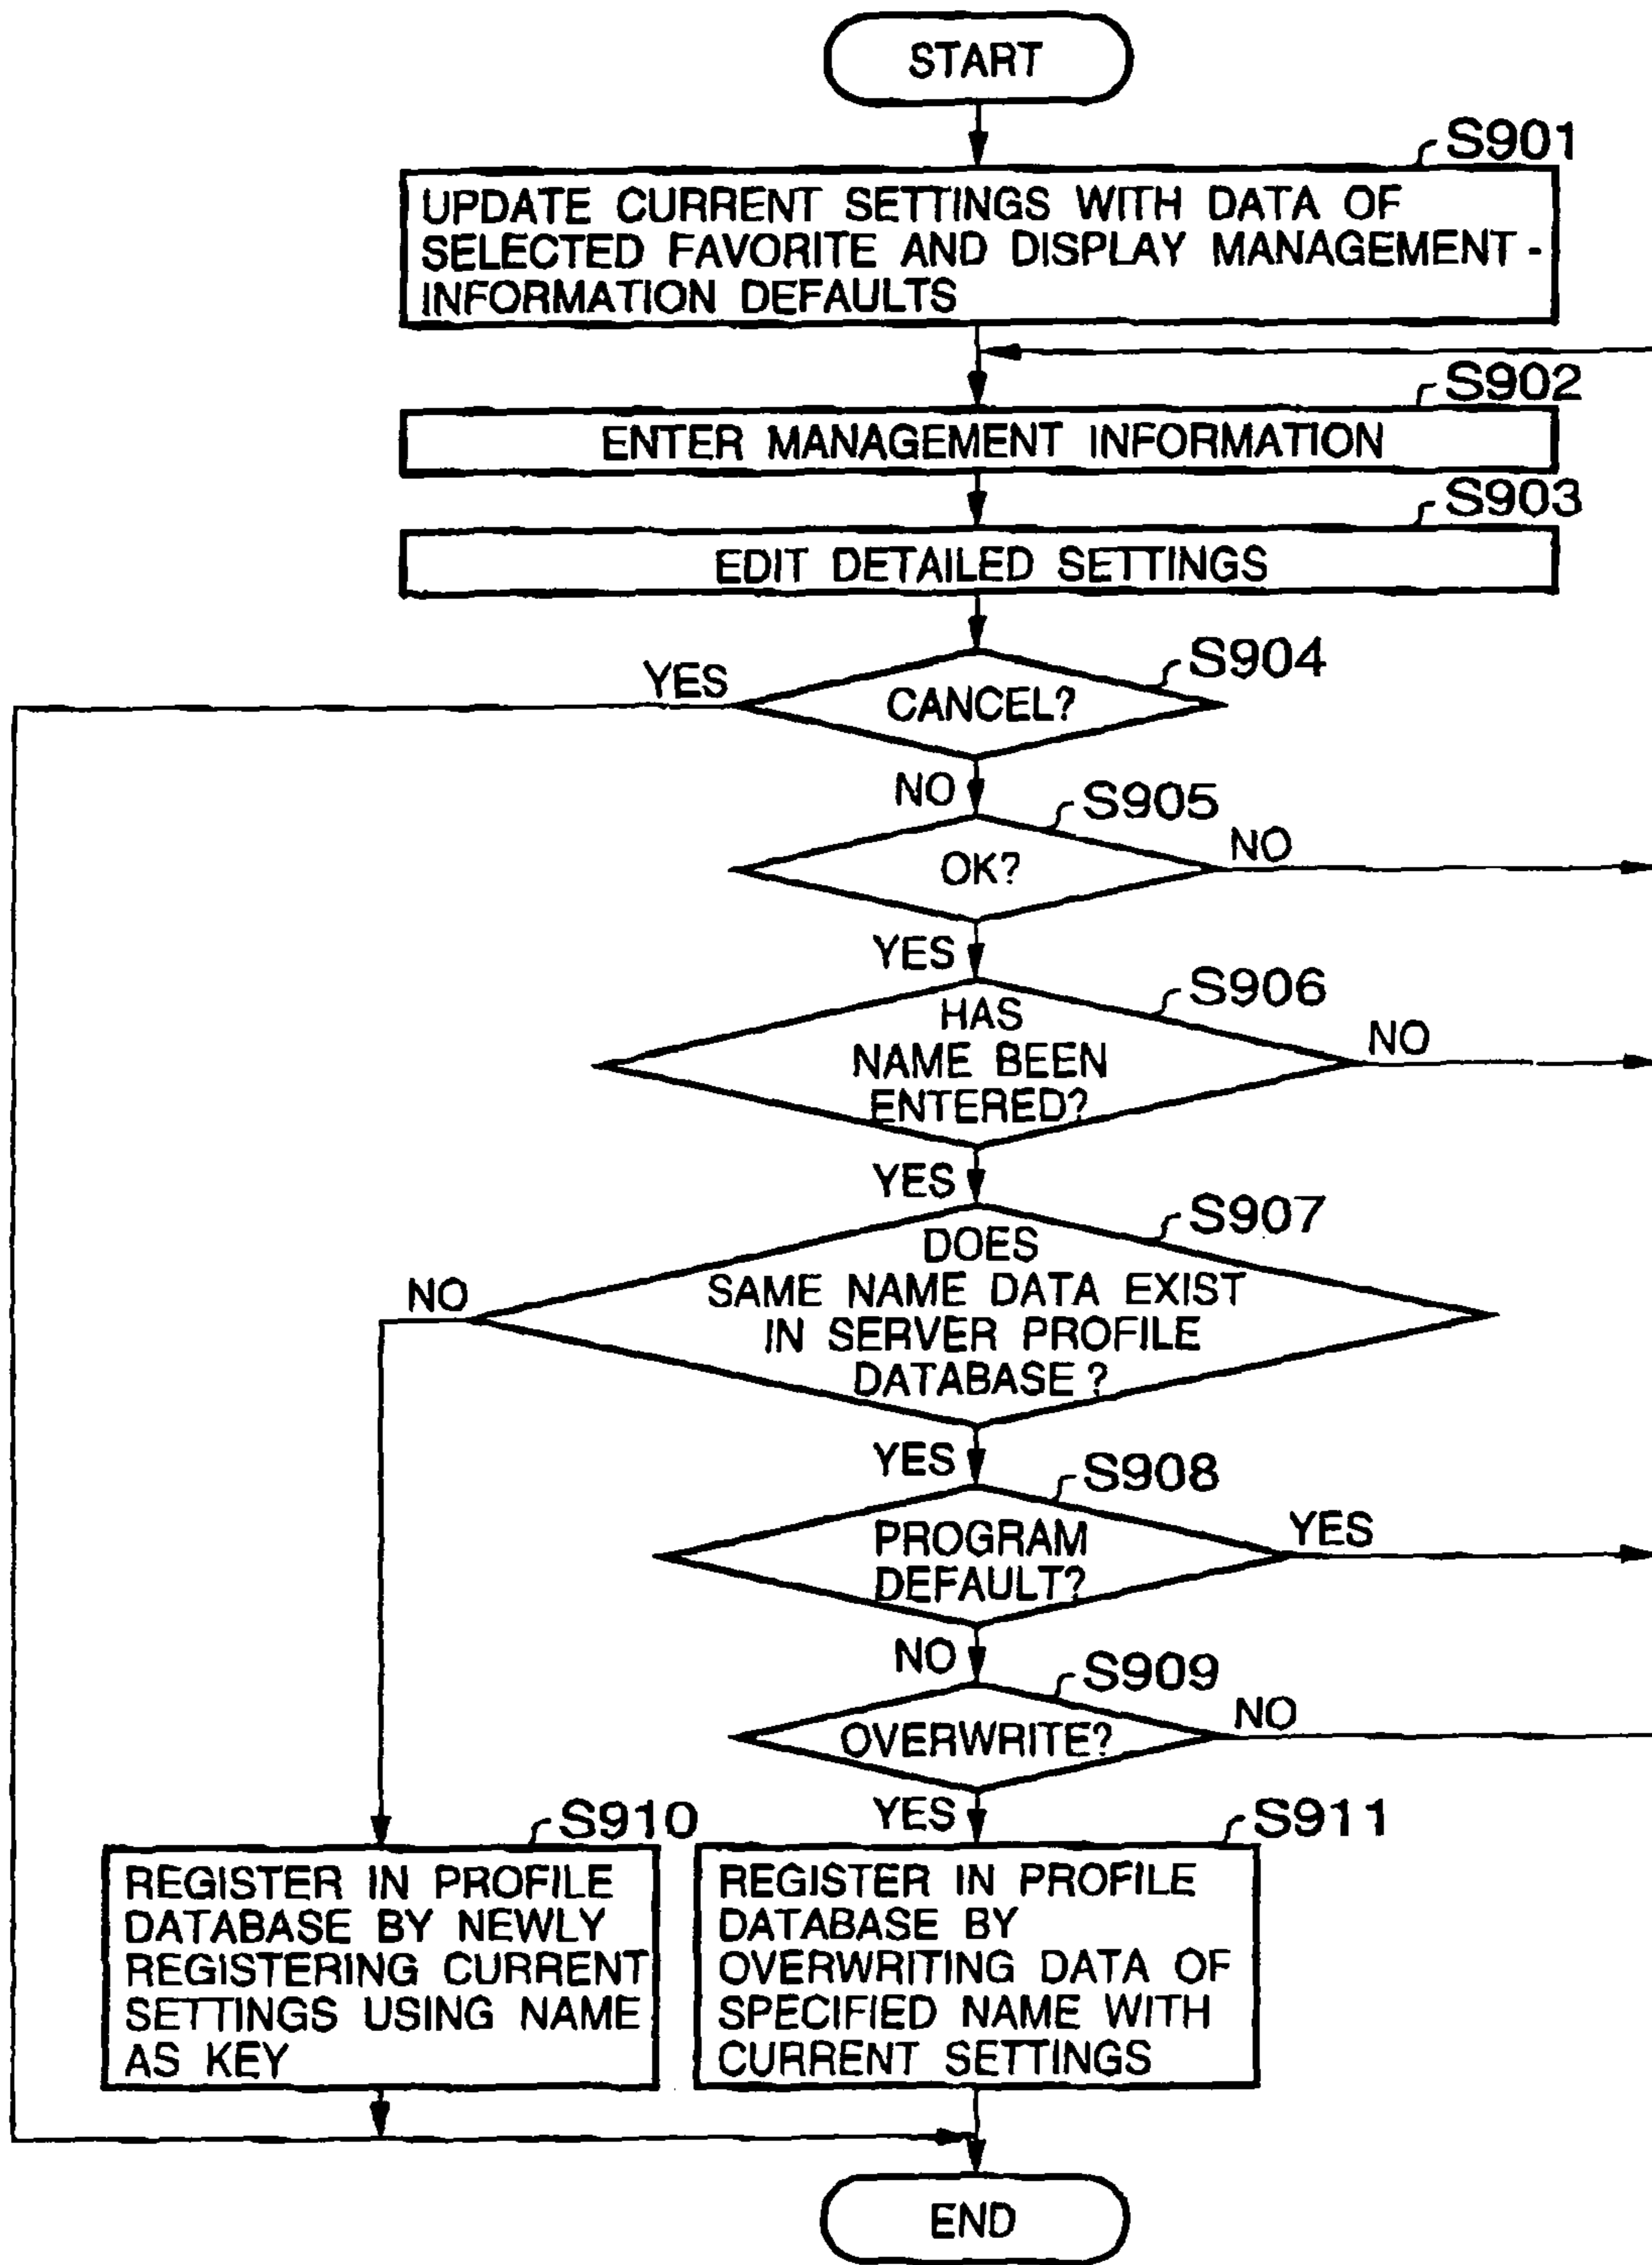 START
S901
UPDATE CURRENT SETTINGS WITH DATA OF
SELECTED FAVORITE AND DISPLAY MANAGEMENT -
INFORMATION DEFAULTS
S902
ENTER MANAGEMENT INFORMATION
S903
EDIT DETAILED SETTINGS
S904
YES
CANCEL?
NO
S905
OK?
NO
YES
S906
HAS
NAME BEEN
ENTERED?
NO
YES
S907
DOES
SAME NAME DATA EXIST
IN SERVER PROFILE
DATABASE ?
NO
YES
S908
PROGRAM
DEFAULT?
YES
NO
S909
OVERWRITE?
NO
YES
S910
REGISTER IN PROFILE
DATABASE BY NEWLY
REGISTERING CURRENT
SETTINGS USING NAME
AS KEY
S911
REGISTER IN PROFILE
DATABASE BY
OVERWRITING DATA OF
SPECIFIED NAME WITH
CURRENT SETTINGS
END